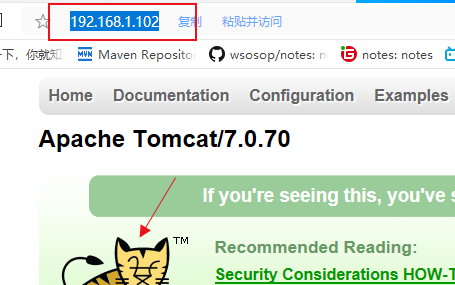 192.168.1.102 复制 粘贴并访问
下，你就知 Maven Reposito wsosop/notes: n notes: notes
Home Documentation Configuration Examples
Apache Tomcat/7.0.70
If you're seeing this, you've s
TM
Recommended Reading:
Security Considerations HOW-T